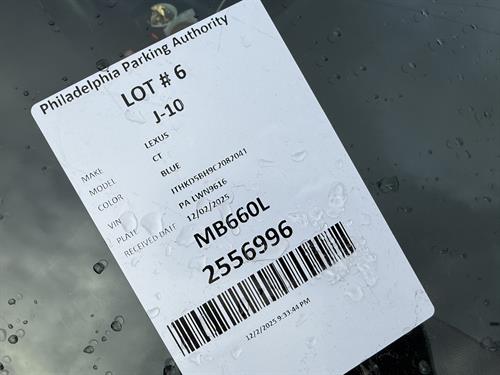 Philadelphia Parking Authority
LOT # 6
J-10
MAKE LEXUS
MODEL CT
COLOR BLUE
VIN JTHKD5BH9C2082041
PLATE PA LWN9616
RECEIVED DATE 12/02/2025
MB660L
2556996
12/2/2025 9:33:44 PM